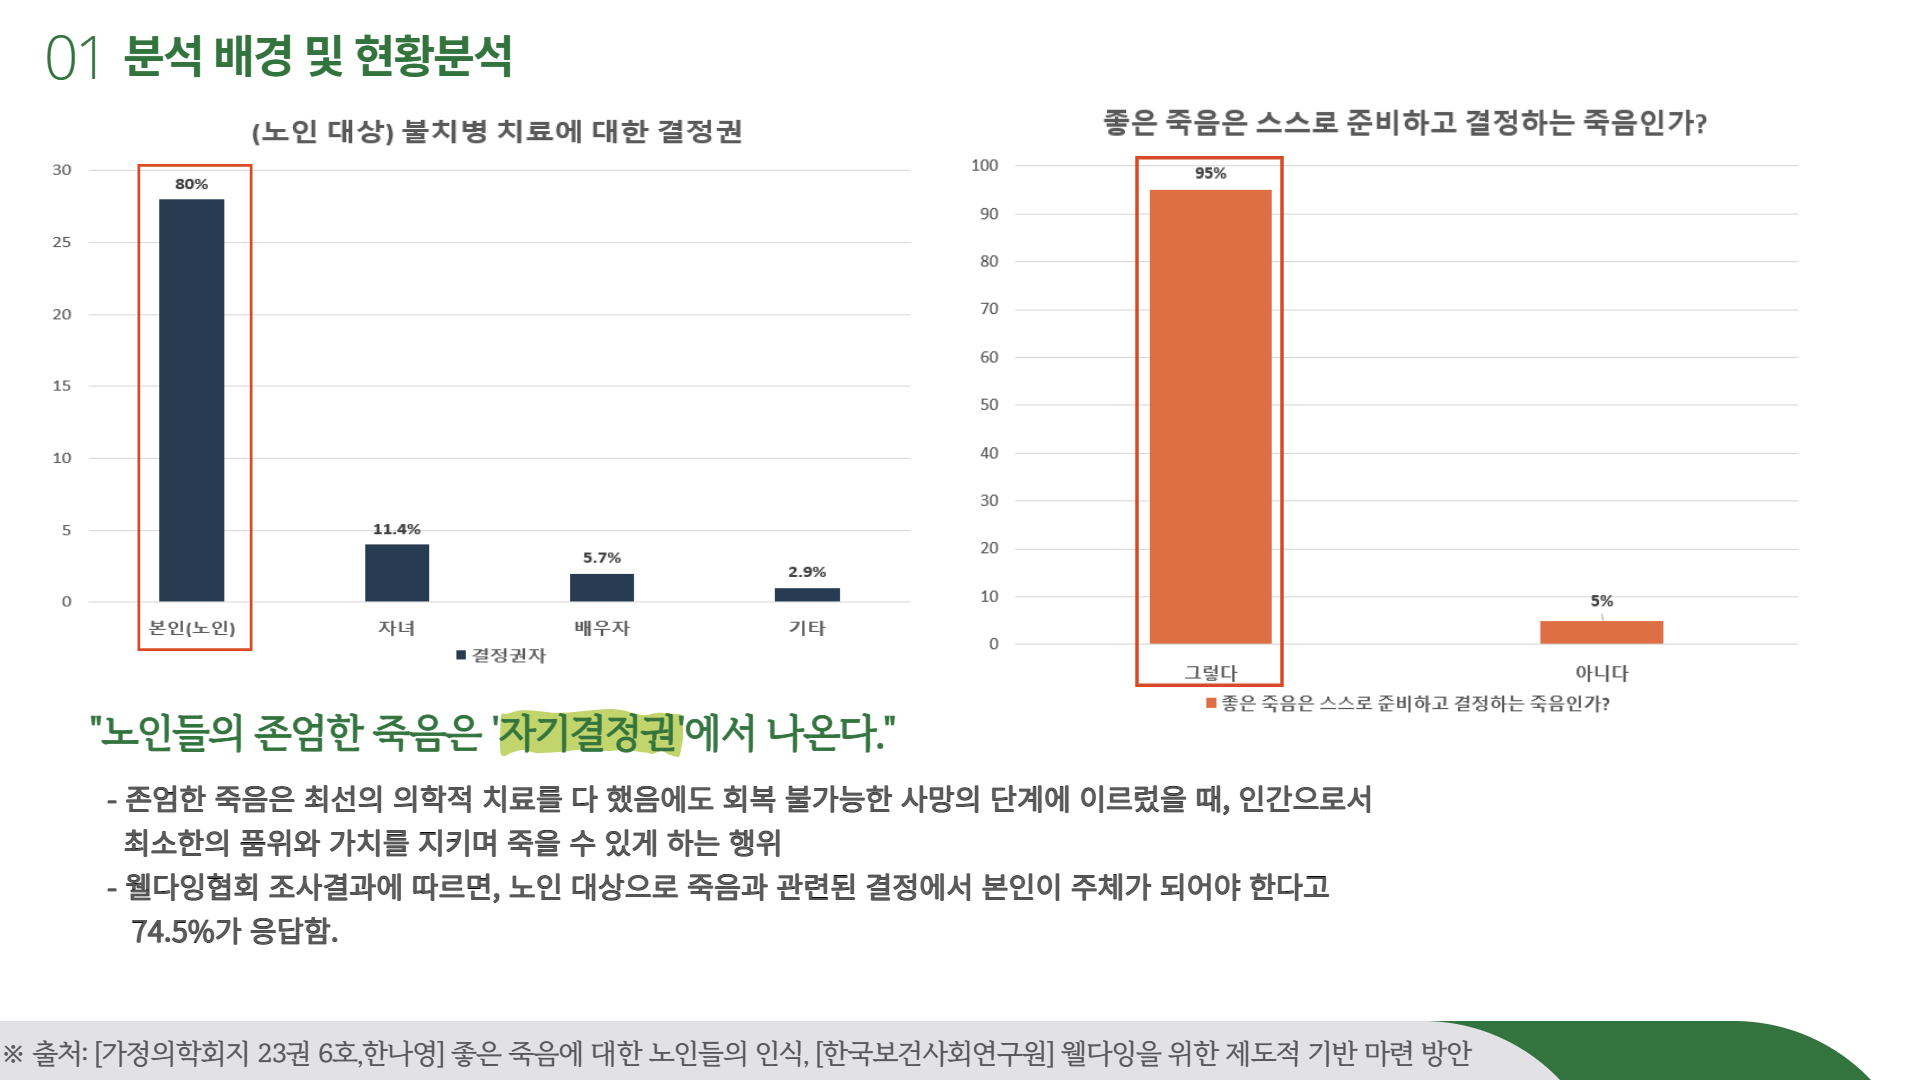 01 분석 배경 및 현황분석
(노인 대상) 불치병 치료에 대한 결정권
30
25
20
15
10
5
0
80%
11.4%
5.7%
2.9%
본인(노인)
자녀
배우자
기타
결정권자
좋은 죽음은 스스로 준비하고 결정하는 죽음인가?
100
90
80
70
60
50
40
30
20
10
0
95%
5%
그렇다
아니다
좋은 죽음은 스스로 준비하고 결정하는 죽음인가?
"노인들의 존엄한 죽음은 '자기결정권'에서 나온다."
- 존엄한 죽음은 최선의 의학적 치료를 다 했음에도 회복 불가능한 사망의 단계에 이르렀을 때, 인간으로서
최소한의 품위와 가치를 지키며 죽을 수 있게 하는 행위
- 웰다잉협회 조사결과에 따르면, 노인 대상으로 죽음과 관련된 결정에서 본인이 주체가 되어야 한다고
74.5%가 응답함.
※ 출처: [가정의학회지 23권 6호,한나영] 좋은 죽음에 대한 노인들의 인식, [한국보건사회연구원] 웰다잉을 위한 제도적 기반 마련 방안